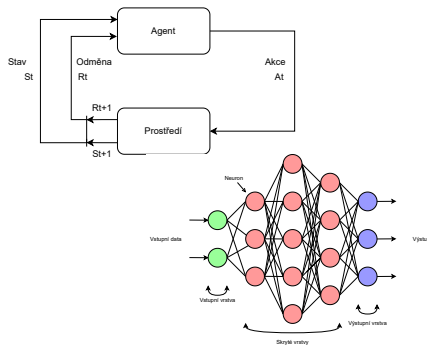 Agent
Stav
St
Odměna
Rt
Akce
At
Rt+1
Prostředí
St+1
Neuron
Vstupní data
Výstu
Vstupní vrstva
Výstupní vrstva
Skryté vrstvy